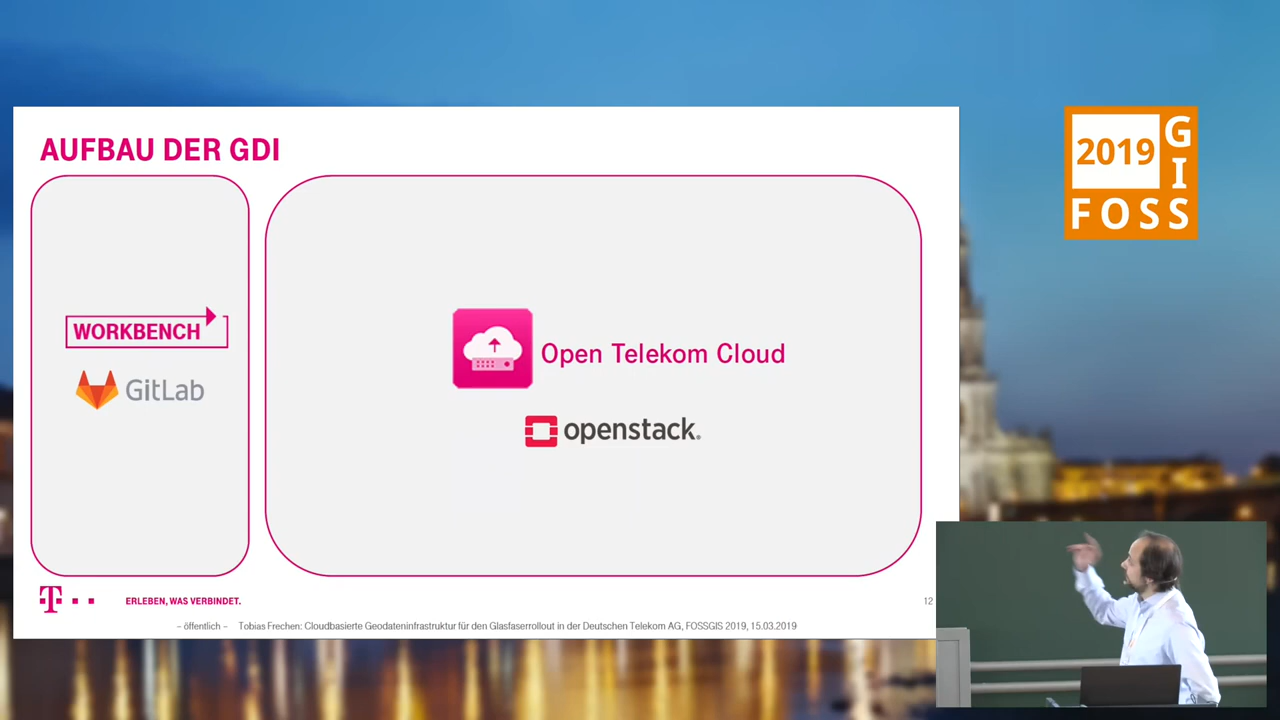 AUFBAU DER GDI
WORKBENCH
GitLab
Open Telekom Cloud
openstack.
T
ERLEBEN, WAS VERBINDET.
12
– öffentlich – Tobias Frechen: Cloudbasierte Geodateninfrastruktur für den Glasfaserrollout in der Deutschen Telekom AG, FOSSGIS 2019, 15.03.2019
2019
GIS
FOSS